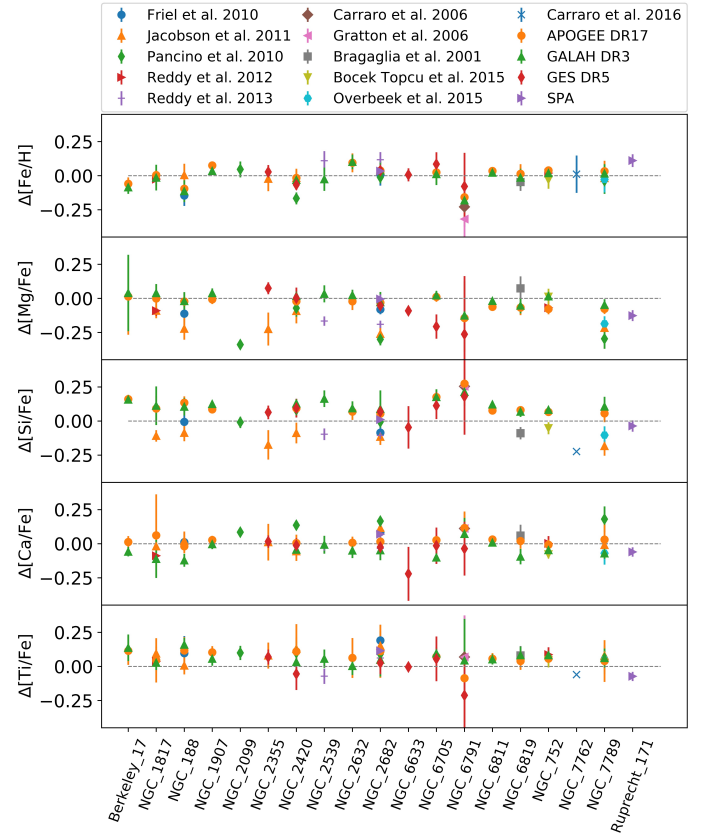 Friel et al. 2010
Jacobson et al. 2011
Pancino et al. 2010
Reddy et al. 2012
Reddy et al. 2013
Carraro et al. 2006
Gratton et al. 2006
Bragaglia et al. 2001
Bocek Topcu et al. 2015
Overbeek et al. 2015
Carraro et al. 2016
APOGEE DR17
GALAH DR3
GES DR5
SPA
Δ[Fe/H]
0.25
0.00
−0.25
Δ[Mg/Fe]
0.25
0.00
−0.25
Δ[Si/Fe]
0.25
0.00
−0.25
Δ[Ca/Fe]
0.25
0.00
−0.25
Δ[Ti/Fe]
0.25
0.00
−0.25
Berkeley_17
NGC_1817
NGC_188
NGC_1907
NGC_2099
NGC_2355
NGC_2420
NGC_2539
NGC_2632
NGC_2682
NGC_6633
NGC_6705
NGC_6791
NGC_6811
NGC_6819
NGC_752
NGC_7762
NGC_7789
Ruprecht_171